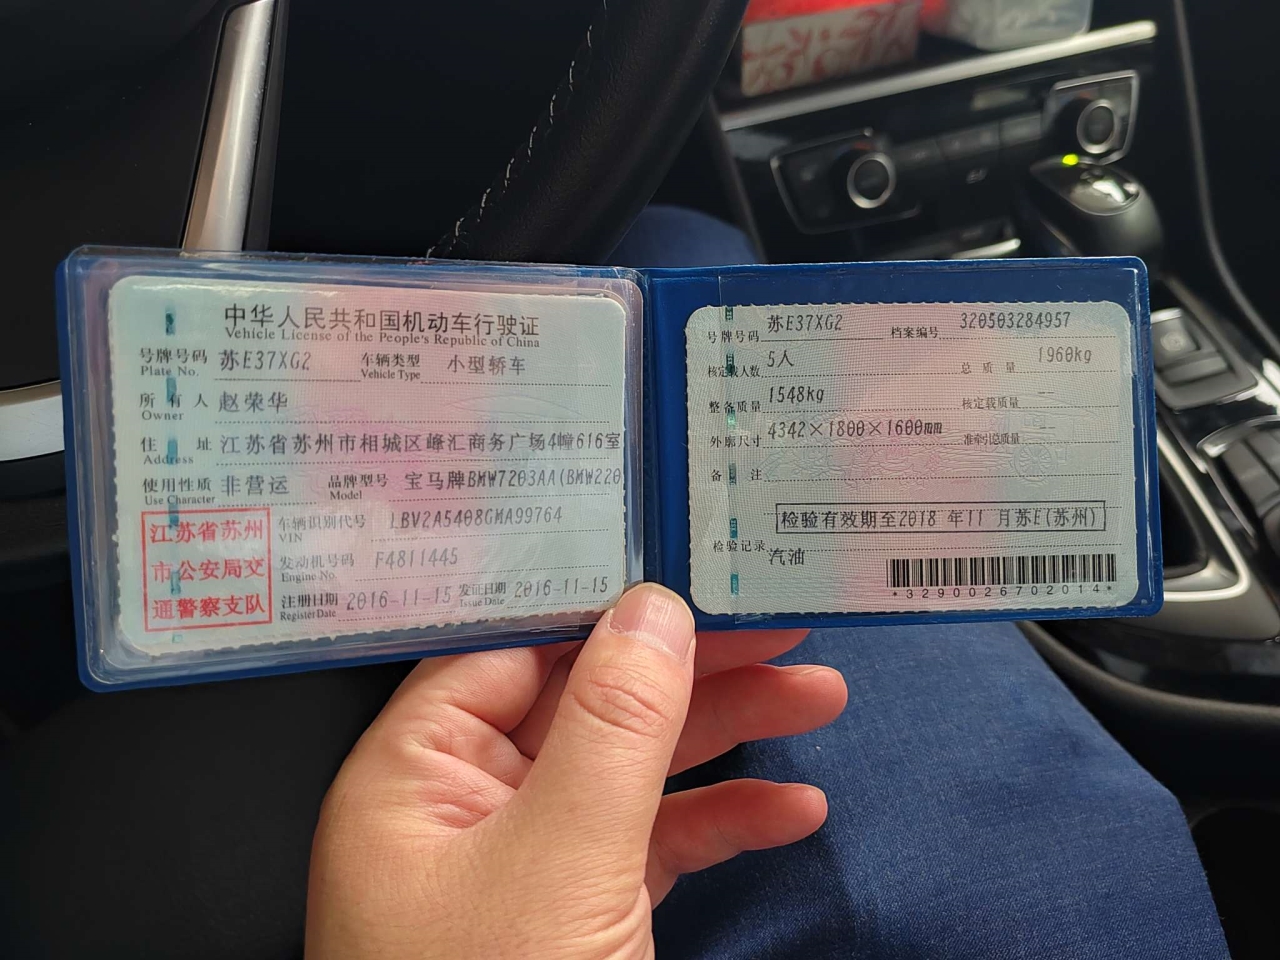 中华人民共和国机动车行驶证
Vehicle License of the People's Republic of China
号牌号码 苏E37XG2 车辆类型 小型轿车
Plate No. Vehicle Type
所有人 赵荣华
Owner
住址 江苏省苏州市相城区峰汇商务广场4幢616室
Address
使用性质 非营运 品牌型号 宝马牌BMW7203AA(BMW220
Use Character Model
江苏省苏州
市公安局交
通警察支队
车辆识别代号 LBV2A5408GMA99764
VIN
发动机号码 F4811445
Engine No.
注册日期 2016-11-15 发证日期 2016-11-15
Register Date Issue Date
号牌号码 苏E37XG2 档案编号 320503284957
核定载人数 5人 总质量 1960kg
整备质量 1548kg 核定载质量 --
外廓尺寸 4342×1800×1600mm 准牵引总质量 --
备注
检验有效期至2018 年11 月苏E(苏州)
检验记录
汽油
*3290026702014*